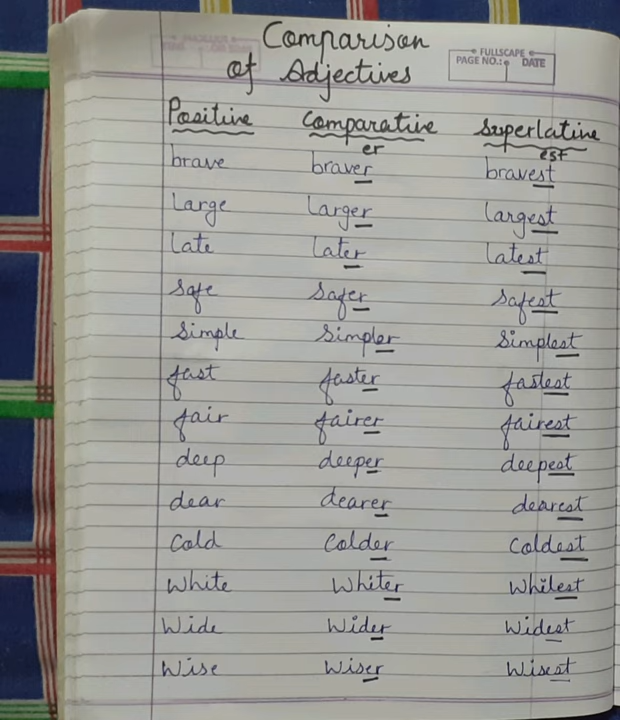 Comparison
of Adjectives
FULLSCAPE
PAGE NO.: DATE
Positive Comparative Superlative
er est
brave braver bravest
Large Larger largest
Late Later latest
Safe Safer Safest
Simple Simpler Simplest
fast faster fastest
fair fairer fairest
deep deeper deepest
dear dearer dearest
Cold Colder Coldest
White Whiter Whitest
Wide Wider Widest
Wise Wiser Wisest